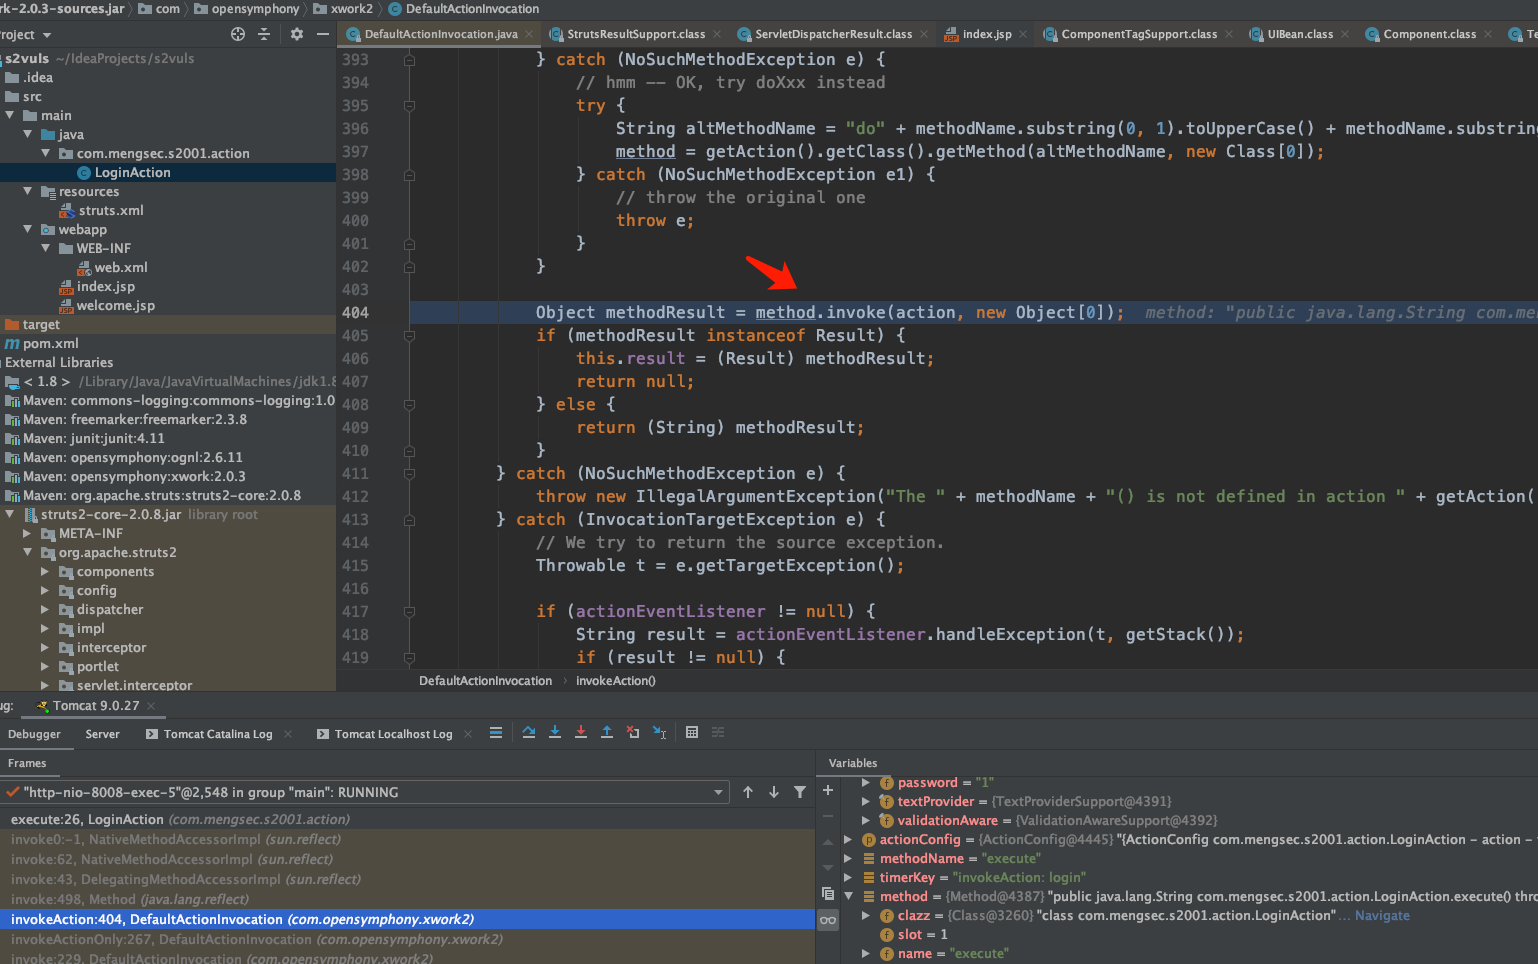 rk-2.0.3-sources.jar com opensymphony xwork2 DefaultActionInvocation
roject
s2vuls ~/IdeaProjects/s2vuls
.idea
src
main
java
com.mengsec.s2001.action
LoginAction
resources
struts.xml
webapp
WEB-INF
web.xml
index.jsp
welcome.jsp
target
pom.xml
External Libraries
< 1.8 > /Library/Java/JavaVirtualMachines/jdk1.8
Maven: commons-logging:commons-logging:1.0
Maven: freemarker:freemarker:2.3.8
Maven: junit:junit:4.11
Maven: opensymphony:ognl:2.6.11
Maven: opensymphony:xwork:2.0.3
Maven: org.apache.struts:struts2-core:2.0.8
struts2-core-2.0.8.jar library root
META-INF
org.apache.struts2
components
config
dispatcher
impl
interceptor
portlet
servlet.interceptor
DefaultActionInvocation.java StrutsResultSupport.class ServletDispatcherResult.class index.jsp ComponentTagSupport.class UIBean.class Component.class Te
393 } catch (NoSuchMethodException e) {
394 // hmm -- OK, try doXxx instead
395 try {
396 String altMethodName = "do" + methodName.substring(0, 1).toUpperCase() + methodName.substring
397 method = getAction().getClass().getMethod(altMethodName, new Class[0]);
398 } catch (NoSuchMethodException e1) {
399 // throw the original one
400 throw e;
401 }
402 }
403
404 Object methodResult = method.invoke(action, new Object[0]); method: "public java.lang.String com.me
405 if (methodResult instanceof Result) {
406 this.result = (Result) methodResult;
407 return null;
408 } else {
409 return (String) methodResult;
410 }
411 } catch (NoSuchMethodException e) {
412 throw new IllegalArgumentException("The " + methodName + "() is not defined in action " + getAction(
413 } catch (InvocationTargetException e) {
414 // We try to return the source exception.
415 Throwable t = e.getTargetException();
416
417 if (actionEventListener != null) {
418 String result = actionEventListener.handleException(t, getStack());
419 if (result != null) {
DefaultActionInvocation › invokeAction()
ug: Tomcat 9.0.27
Debugger Server Tomcat Catalina Log Tomcat Localhost Log
Frames
"http-nio-8008-exec-5"@2,548 in group "main": RUNNING
execute:26, LoginAction (com.mengsec.s2001.action)
invoke0:-1, NativeMethodAccessorImpl (sun.reflect)
invoke:62, NativeMethodAccessorImpl (sun.reflect)
invoke:43, DelegatingMethodAccessorImpl (sun.reflect)
invoke:498, Method (java.lang.reflect)
invokeAction:404, DefaultActionInvocation (com.opensymphony.xwork2)
invokeActionOnly:267, DefaultActionInvocation (com.opensymphony.xwork2)
invoke:229, DefaultActionInvocation (com.opensymphony.xwork2)
Variables
password = "1"
textProvider = {TextProviderSupport@4391}
validationAware = {ValidationAwareSupport@4392}
actionConfig = {ActionConfig@4445} "{ActionConfig com.mengsec.s2001.action.LoginAction - action -
methodName = "execute"
timerKey = "invokeAction: login"
method = {Method@4387} "public java.lang.String com.mengsec.s2001.action.LoginAction.execute() thro
clazz = {Class@3260} "class com.mengsec.s2001.action.LoginAction"... Navigate
slot = 1
name = "execute"